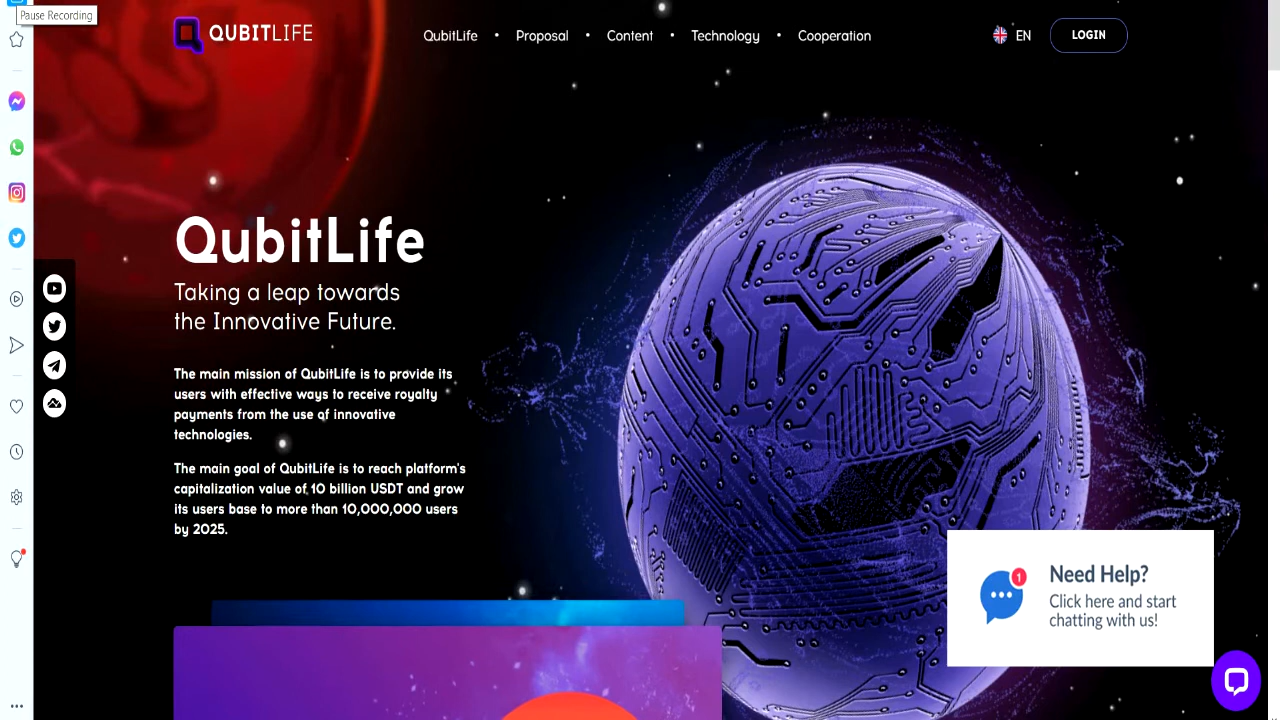 Pause Recording
QUBITLIFE
QubitLife • Proposal • Content • Technology • Cooperation
EN
LOGIN
QubitLife
Taking a leap towards
the Innovative Future.
The main mission of QubitLife is to provide its
users with effective ways to receive royalty
payments from the use of innovative
technologies.
The main goal of QubitLife is to reach platform's
capitalization value of 10 billion USDT and grow
its users base to more than 10,000,000 users
by 2025.
1
Need Help?
Click here and start
chatting with us!